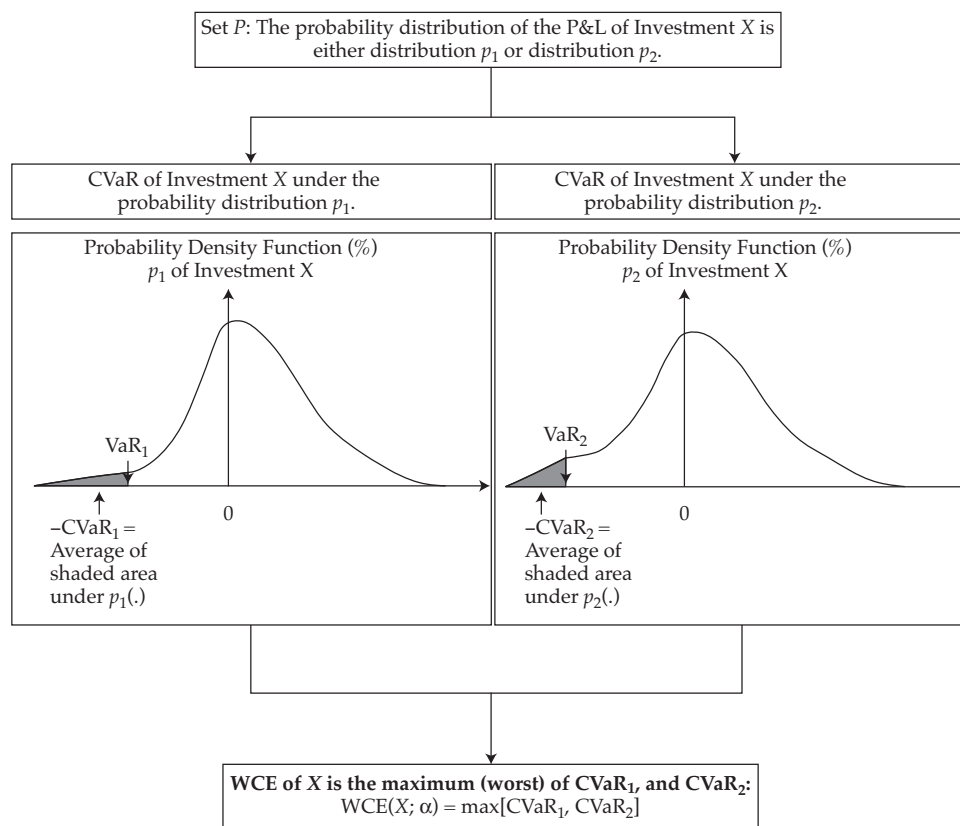 Set P: The probability distribution of the P&L of Investment X is
either distribution p₁ or distribution p₂.
CVaR of Investment X under the
probability distribution p₁.
CVaR of Investment X under the
probability distribution p₂.
Probability Density Function (%)
p₁ of Investment X
VaR₁
0
–CVaR₁ =
Average of
shaded area
under p₁(.)
Probability Density Function (%)
p₂ of Investment X
VaR₂
0
–CVaR₂ =
Average of
shaded area
under p₂(.)
WCE of X is the maximum (worst) of CVaR₁, and CVaR₂:
WCE(X; α) = max[CVaR₁, CVaR₂]